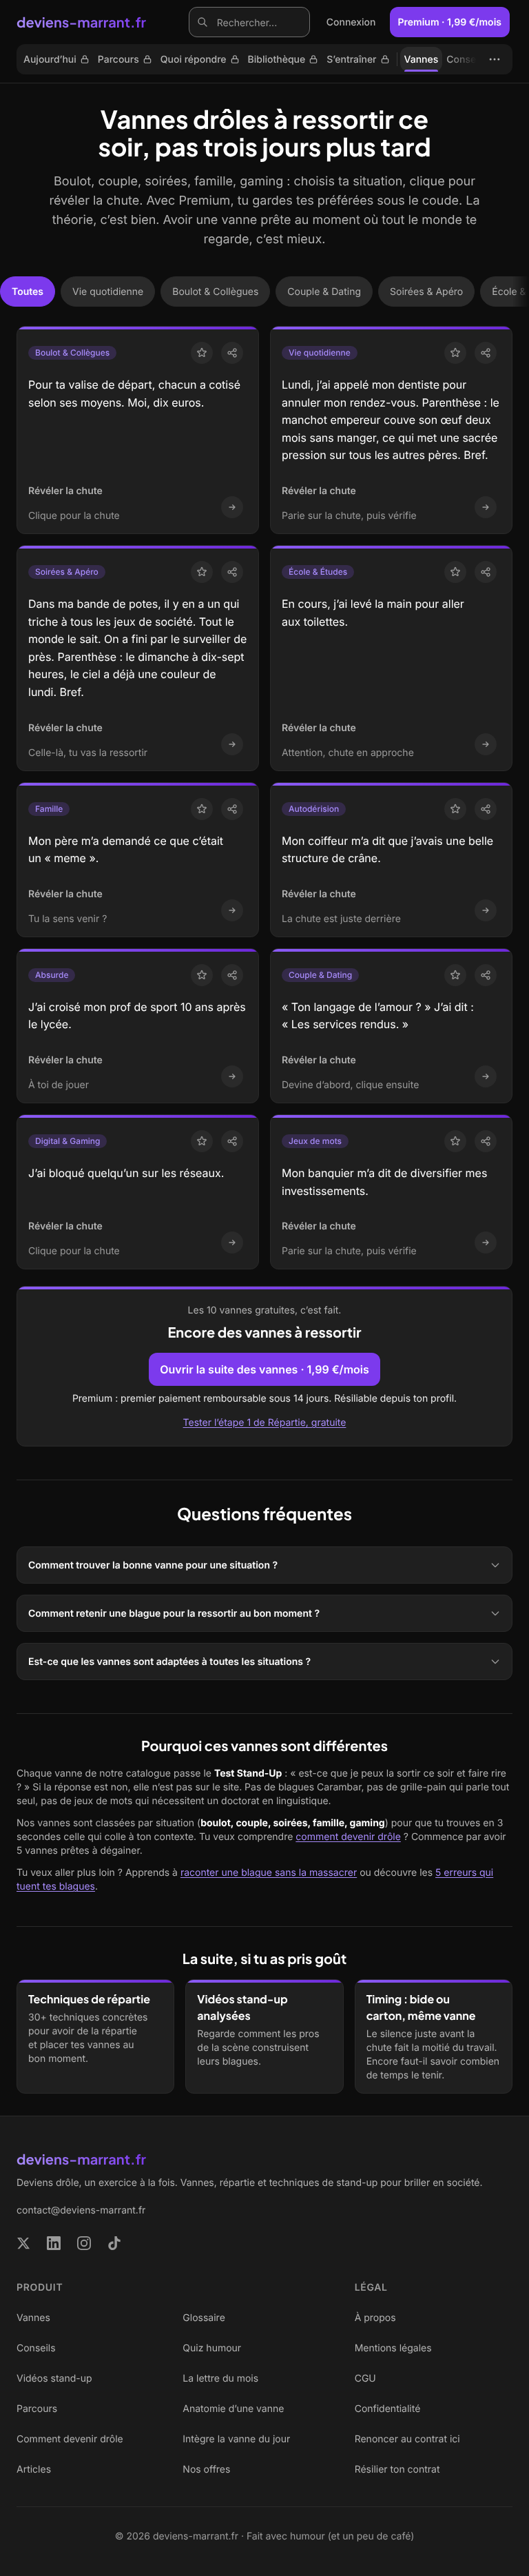 deviens-marrant.fr
Rechercher...
Connexion
Premium · 1,99 €/mois
Aujourd’hui
Parcours
Quoi répondre
Bibliothèque
S’entraîner
Vannes
Vannes drôles à ressortir ce
soir, pas trois jours plus tard
Boulot, couple, soirées, famille, gaming : choisis ta situation, clique pour
révéler la chute. Avec Premium, tu gardes tes préférées sous le coude. La
théorie, c’est bien. Avoir une vanne prête au moment où tout le monde te
regarde, c’est mieux.
Toutes
Vie quotidienne
Boulot & Collègues
Couple & Dating
Soirées & Apéro
École &
Boulot & Collègues
Pour ta valise de départ, chacun a cotisé
selon ses moyens. Moi, dix euros.
Révéler la chute
Clique pour la chute
Vie quotidienne
Lundi, j’ai appelé mon dentiste pour
annuler mon rendez-vous. Parenthèse : le
manchot empereur couve son œuf deux
mois sans manger, ce qui met une sacrée
pression sur tous les autres pères. Bref.
Révéler la chute
Parie sur la chute, puis vérifie
Soirées & Apéro
Dans ma bande de potes, il y en a un qui
triche à tous les jeux de société. Tout le
monde le sait. On a fini par le surveiller de
près. Parenthèse : le dimanche à dix-sept
heures, le ciel a déjà une couleur de
lundi. Bref.
Révéler la chute
Celle-là, tu vas la ressortir
École & Études
En cours, j’ai levé la main pour aller
aux toilettes.
Révéler la chute
Attention, chute en approche
Famille
Mon père m’a demandé ce que c’était
un « meme ».
Révéler la chute
Tu la sens venir ?
Autodérision
Mon coiffeur m’a dit que j’avais une belle
structure de crâne.
Révéler la chute
La chute est juste derrière
Absurde
J’ai croisé mon prof de sport 10 ans après
le lycée.
Révéler la chute
À toi de jouer
Couple & Dating
« Ton langage de l’amour ? » J’ai dit :
« Les services rendus. »
Révéler la chute
Devine d’abord, clique ensuite
Digital & Gaming
J’ai bloqué quelqu’un sur les réseaux.
Révéler la chute
Clique pour la chute
Jeux de mots
Mon banquier m’a dit de diversifier mes
investissements.
Révéler la chute
Parie sur la chute, puis vérifie
Les 10 vannes gratuites, c’est fait.
Encore des vannes à ressortir
Ouvrir la suite des vannes · 1,99 €/mois
Premium : premier paiement remboursable sous 14 jours. Résiliable depuis ton profil.
Tester l’étape 1 de Répartie, gratuite
Questions fréquentes
Comment trouver la bonne vanne pour une situation ?
Comment retenir une blague pour la ressortir au bon moment ?
Est-ce que les vannes sont adaptées à toutes les situations ?
Pourquoi ces vannes sont différentes
Chaque vanne de notre catalogue passe le Test Stand-Up : « est-ce que je peux la sortir ce soir et faire rire
? » Si la réponse est non, elle n’est pas sur le site. Pas de blagues Carambar, pas de grille-pain qui parle tout
seul, pas de jeux de mots qui nécessitent un doctorat en linguistique.
Nos vannes sont classées par situation (boulot, couple, soirées, famille, gaming) pour que tu trouves en 3
secondes celle qui colle à ton contexte. Tu veux comprendre comment devenir drôle ? Commence par avoir
5 vannes prêtes à dégainer.
Tu veux aller plus loin ? Apprends à raconter une blague sans la massacrer ou découvre les 5 erreurs qui
tuent tes blagues.
La suite, si tu as pris goût
Techniques de répartie
30+ techniques concrètes
pour avoir de la répartie
et placer tes vannes au
bon moment.
Vidéos stand-up
analysées
Regarde comment les pros
de la scène construisent
leurs blagues.
Timing : bide ou
carton, même vanne
Le silence juste avant la
chute fait la moitié du travail.
Encore faut-il savoir combien
de temps le tenir.
deviens-marrant.fr
Deviens drôle, un exercice à la fois. Vannes, répartie et techniques de stand-up pour briller en société.
contact@deviens-marrant.fr
PRODUIT
Vannes
Conseils
Vidéos stand-up
Parcours
Comment devenir drôle
Articles
Glossaire
Quiz humour
La lettre du mois
Anatomie d’une vanne
Intègre la vanne du jour
Nos offres
LÉGAL
À propos
Mentions légales
CGU
Confidentialité
Renoncer au contrat ici
Résilier ton contrat
© 2026 deviens-marrant.fr · Fait avec humour (et un peu de café)